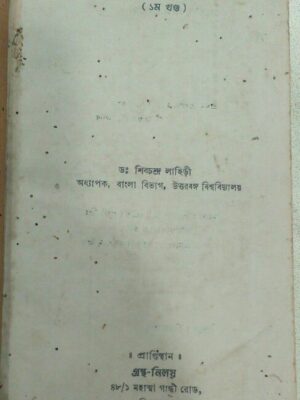 ( ১ম খণ্ড )
ডঃ শিবচন্দ্র লাহিড়ী
অধ্যাপক, বাংলা বিভাগ, উত্তরবঙ্গ বিশ্ববিদ্যালয়
॥ প্রাপ্তিস্থান ॥
গ্রন্থ-নিলয়
৪৮/১ মহাত্মা গান্ধী রোড,